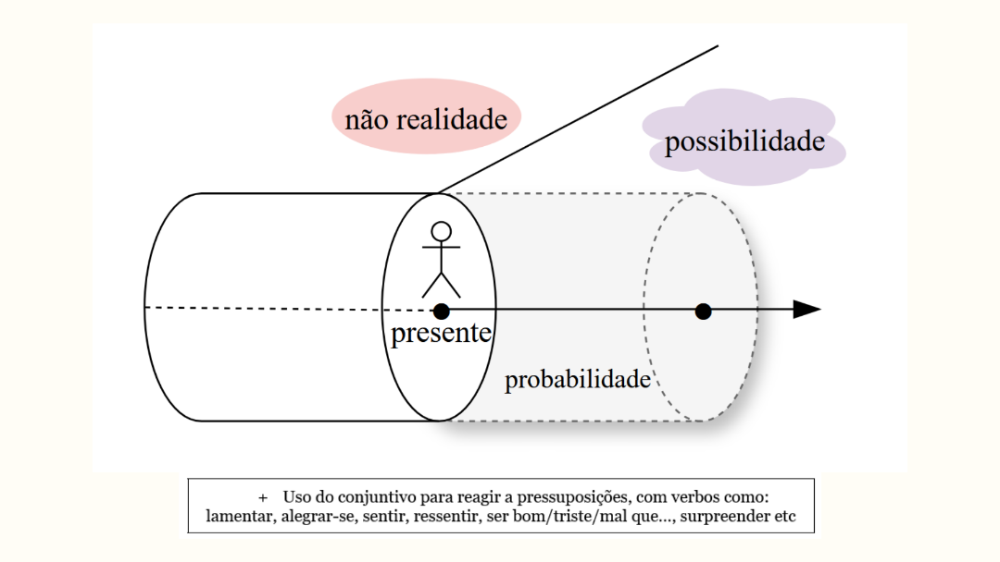 não realidade
possibilidade
presente
probabilidade
+ Uso do conjuntivo para reagir a pressuposições, com verbos como:
lamentar, alegrar-se, sentir, ressentir, ser bom/triste/mal que..., surpreender etc